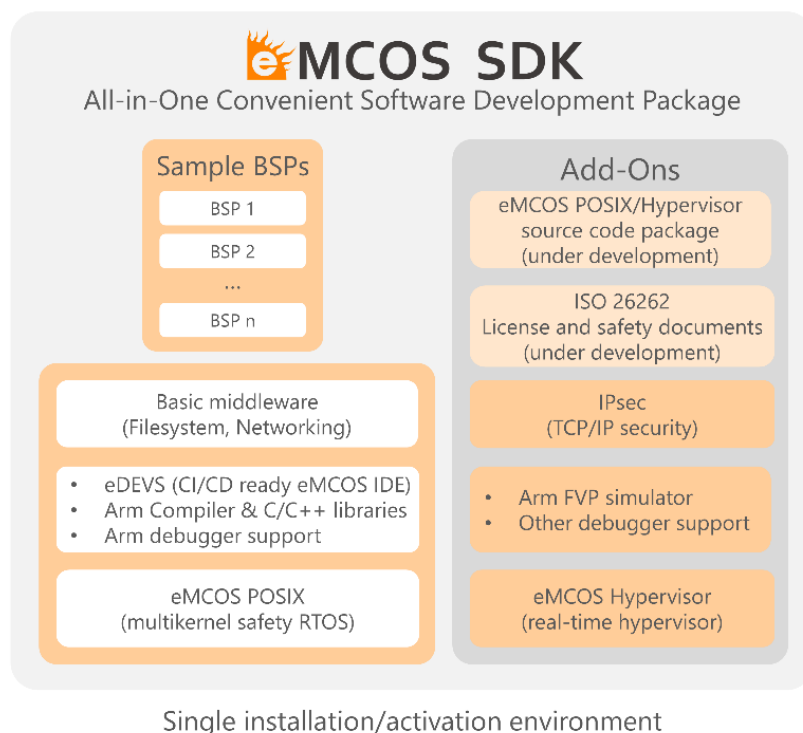 eMCOS SDK
All-in-One Convenient Software Development Package
Sample BSPs
BSP 1
BSP 2
...
BSP n
Basic middleware
(Filesystem, Networking)
• eDEVS (CI/CD ready eMCOS IDE)
• Arm Compiler & C/C++ libraries
• Arm debugger support
eMCOS POSIX
(multikernel safety RTOS)
Add-Ons
eMCOS POSIX/Hypervisor
source code package
(under development)
ISO 26262
License and safety documents
(under development)
IPsec
(TCP/IP security)
• Arm FVP simulator
• Other debugger support
eMCOS Hypervisor
(real-time hypervisor)
Single installation/activation environment